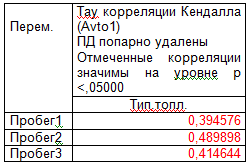 Перем.
Тау корреляции Кендалла
(Avto1)
ПД попарно удалены
Отмеченные корреляции
значимы на уровне p
<,05000
Тип.топл.
Пробег1 0,394576
Пробег2 0,489898
Пробег3 0,414644